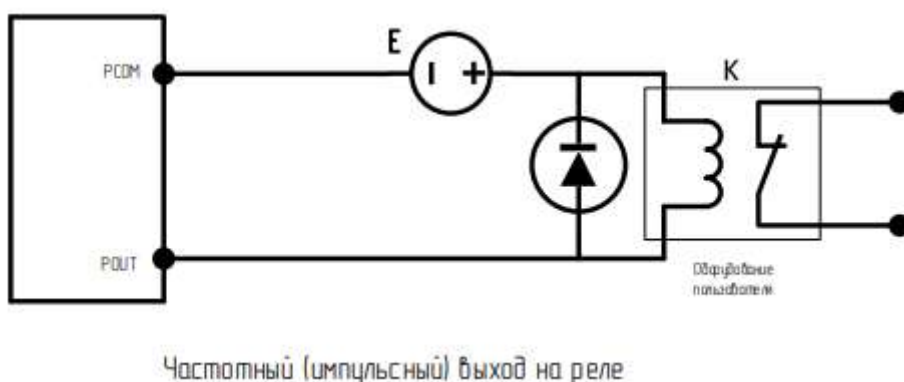 E
K
PCOM
POUT
Оборудование
пользователя
Частотный (импульсный) выход на реле